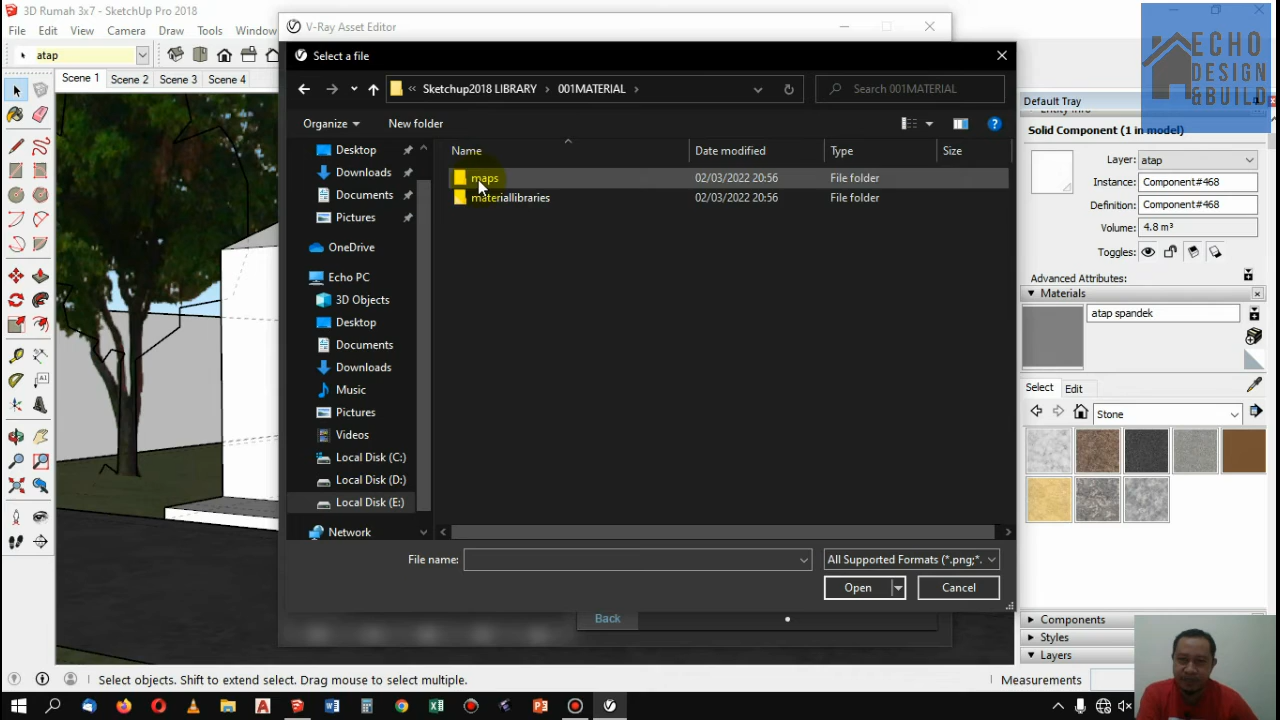 3D Rumah 3x7 - SketchUp Pro 2018
V-Ray Asset Editor
File Edit View Camera Draw Tools Window
ECHO
DESIGN
&BUILD
Select a file
atap
Scene 1 Scene 2 Scene 3 Scene 4
« Sketchup2018 LIBRARY › 001MATERIAL ›
Search 001MATERIAL
Organize
New folder
Default Tray
Entity Info
Solid Component (1 in model)
Name
Date modified
Type
Size
maps 02/03/2022 20:56 File folder
materiallibraries 02/03/2022 20:56 File folder
Desktop
Downloads
Documents
Pictures
OneDrive
Echo PC
3D Objects
Desktop
Documents
Downloads
Music
Pictures
Videos
Local Disk (C:)
Local Disk (D:)
Local Disk (E:)
Network
File name:
All Supported Formats (*.png;*.
Open
Cancel
Back
Layer: atap
Instance: Component#468
Definition: Component#468
Volume: 4.8 m³
Toggles:
Advanced Attributes:
Materials
atap spandek
Select Edit
Stone
Components
Styles
Layers
Select objects. Shift to extend select. Drag mouse to select multiple.
Measurements